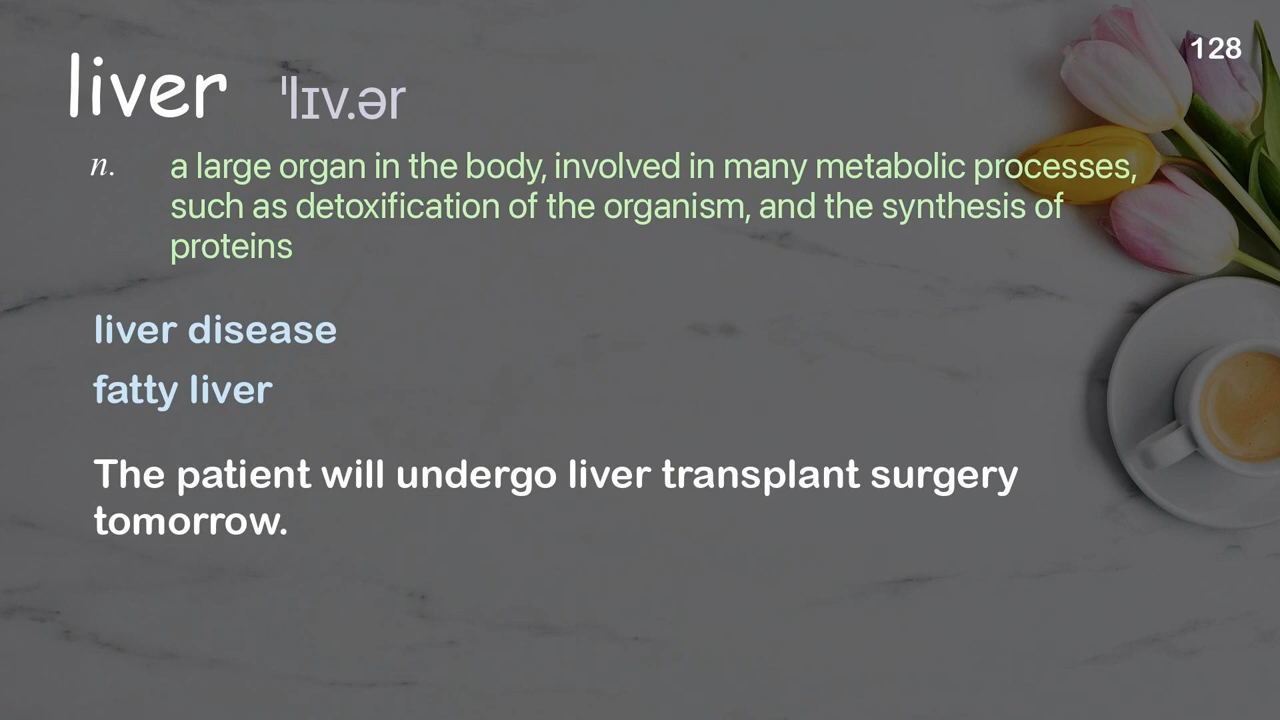 128
liver ˈlɪv.ər
n. a large organ in the body, involved in many metabolic processes,
such as detoxification of the organism, and the synthesis of
proteins
liver disease
fatty liver
The patient will undergo liver transplant surgery
tomorrow.